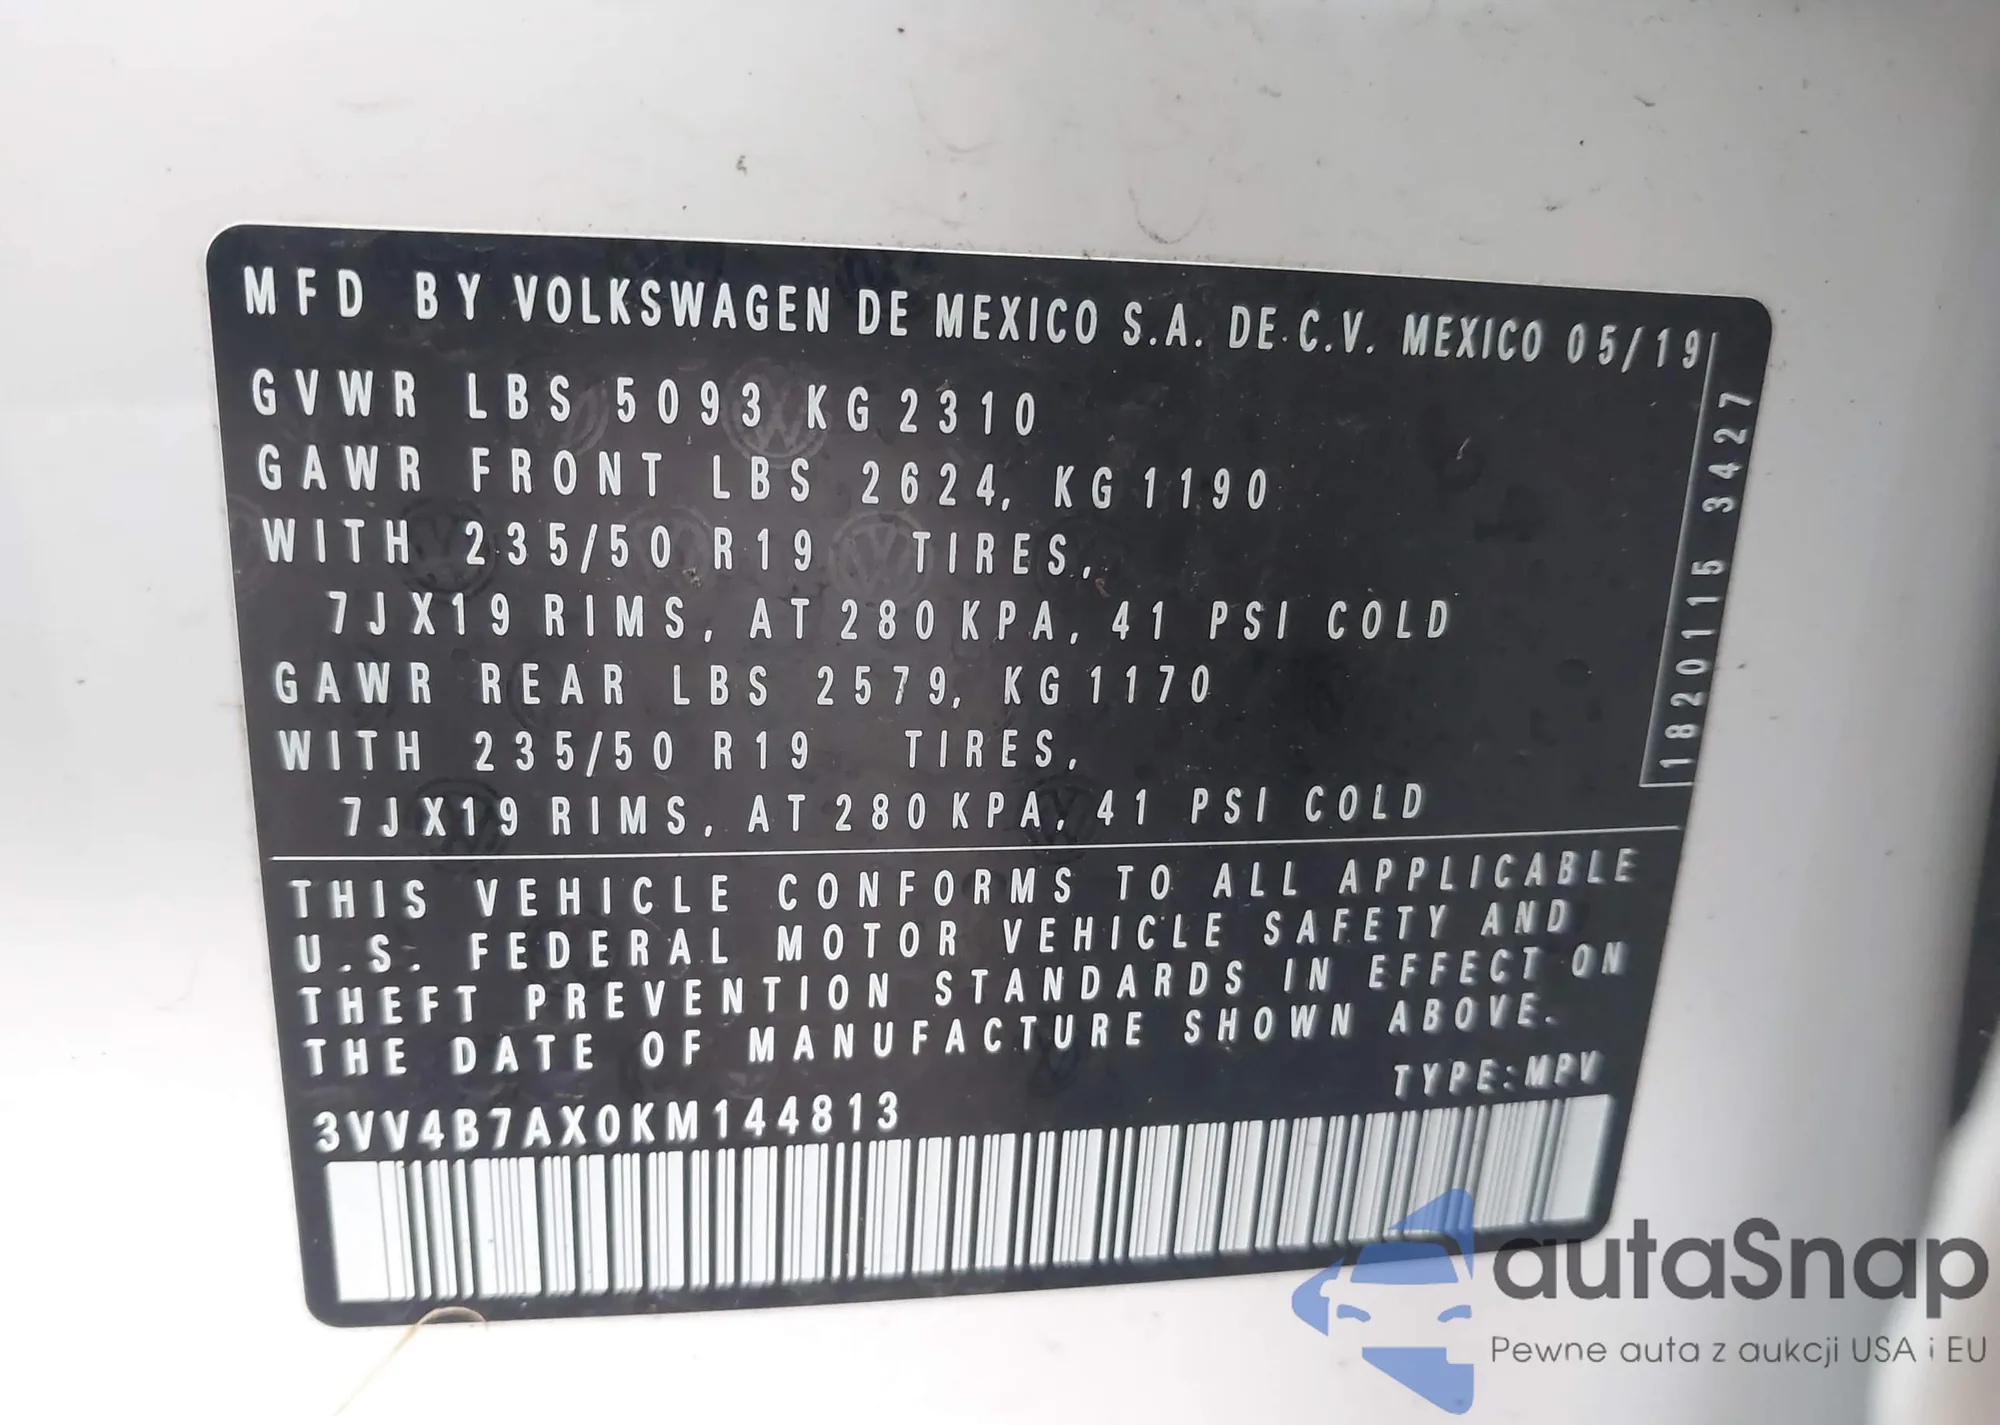 MFD BY VOLKSWAGEN DE MEXICO S.A. DE C.V. MEXICO 05/19
GVWR LBS 5093 KG 2310
GAWR FRONT LBS 2624, KG 1190
WITH 235/50 R19 TIRES,
7JX19 RIMS, AT 280 KPA, 41 PSI COLD
GAWR REAR LBS 2579, KG 1170
WITH 235/50 R19 TIRES,
7JX19 RIMS, AT 280 KPA, 41 PSI COLD
1820115 3427
THIS VEHICLE CONFORMS TO ALL APPLICABLE
U.S. FEDERAL MOTOR VEHICLE SAFETY AND
THEFT PREVENTION STANDARDS IN EFFECT ON
THE DATE OF MANUFACTURE SHOWN ABOVE.
TYPE:MPV
3VV4B7AX0KM144813
autaSnap
Pewne auta z aukcji USA i EU